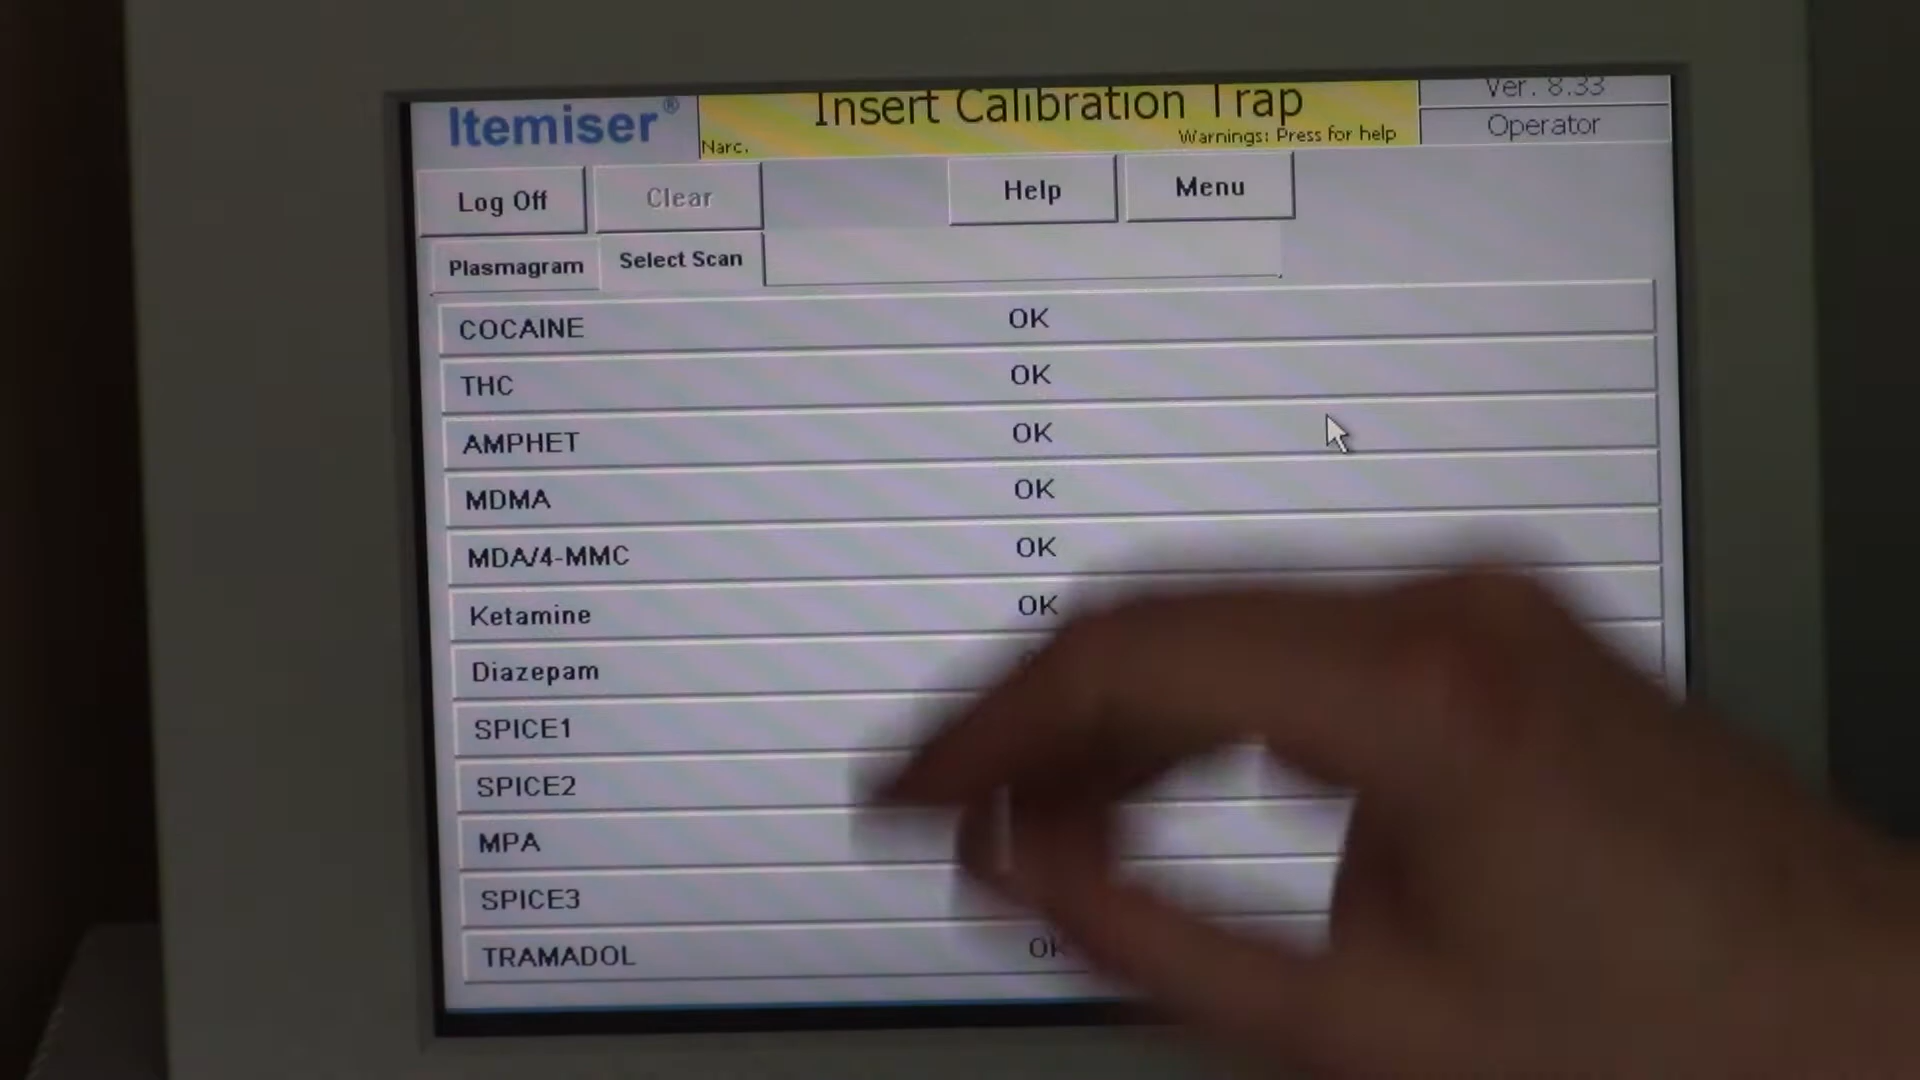 Itemiser®
Insert Calibration Trap
Narc.
Warnings: Press for help
Ver. 8.33
Operator
Log Off
Clear
Help
Menu
Plasmagram
Select Scan
COCAINE OK
THC OK
AMPHET OK
MDMA OK
MDA/4-MMC OK
Ketamine OK
Diazepam
SPICE1
SPICE2
MPA
SPICE3
TRAMADOL OK